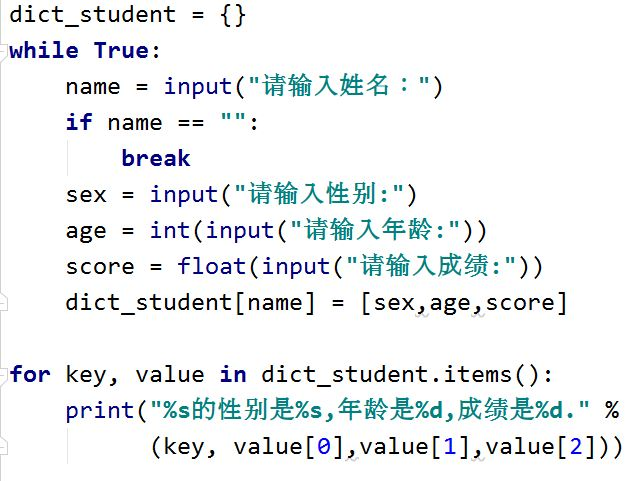 dict_student = {}
while True:
    name = input("请输入姓名：")
    if name == "":
        break
    sex = input("请输入性别:")
    age = int(input("请输入年龄:"))
    score = float(input("请输入成绩:"))
    dict_student[name] = [sex,age,score]

for key, value in dict_student.items():
    print("%s的性别是%s,年龄是%d,成绩是%d." %
          (key, value[0],value[1],value[2]))